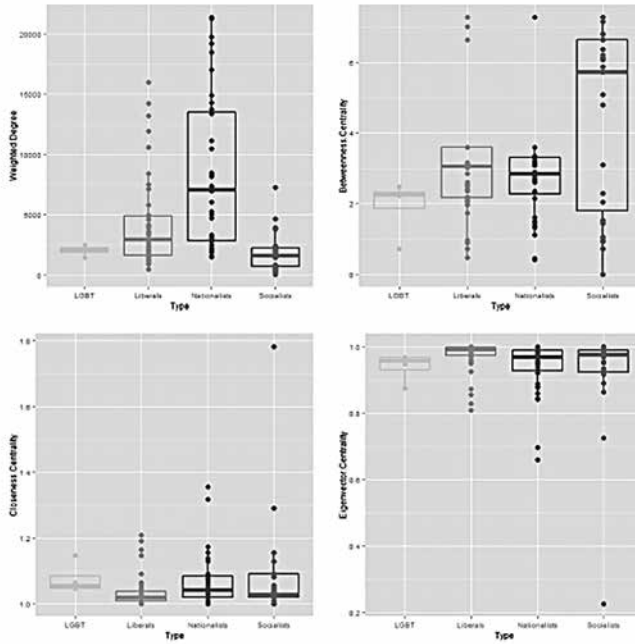 20000
15000
10000
5000
0
Weighted Degree
LGBT Liberals Nationalists Socialists
Type
6
4
2
0
Betweenness Centrality
LGBT Liberals Nationalists Socialists
Type
1.8
1.6
1.4
1.2
1.0
Closeness Centrality
LGBT Liberals Nationalists Socialists
Type
1.0
0.8
0.6
0.4
0.2
Eigenvector Centrality
LGBT Liberals Nationalists Socialists
Type